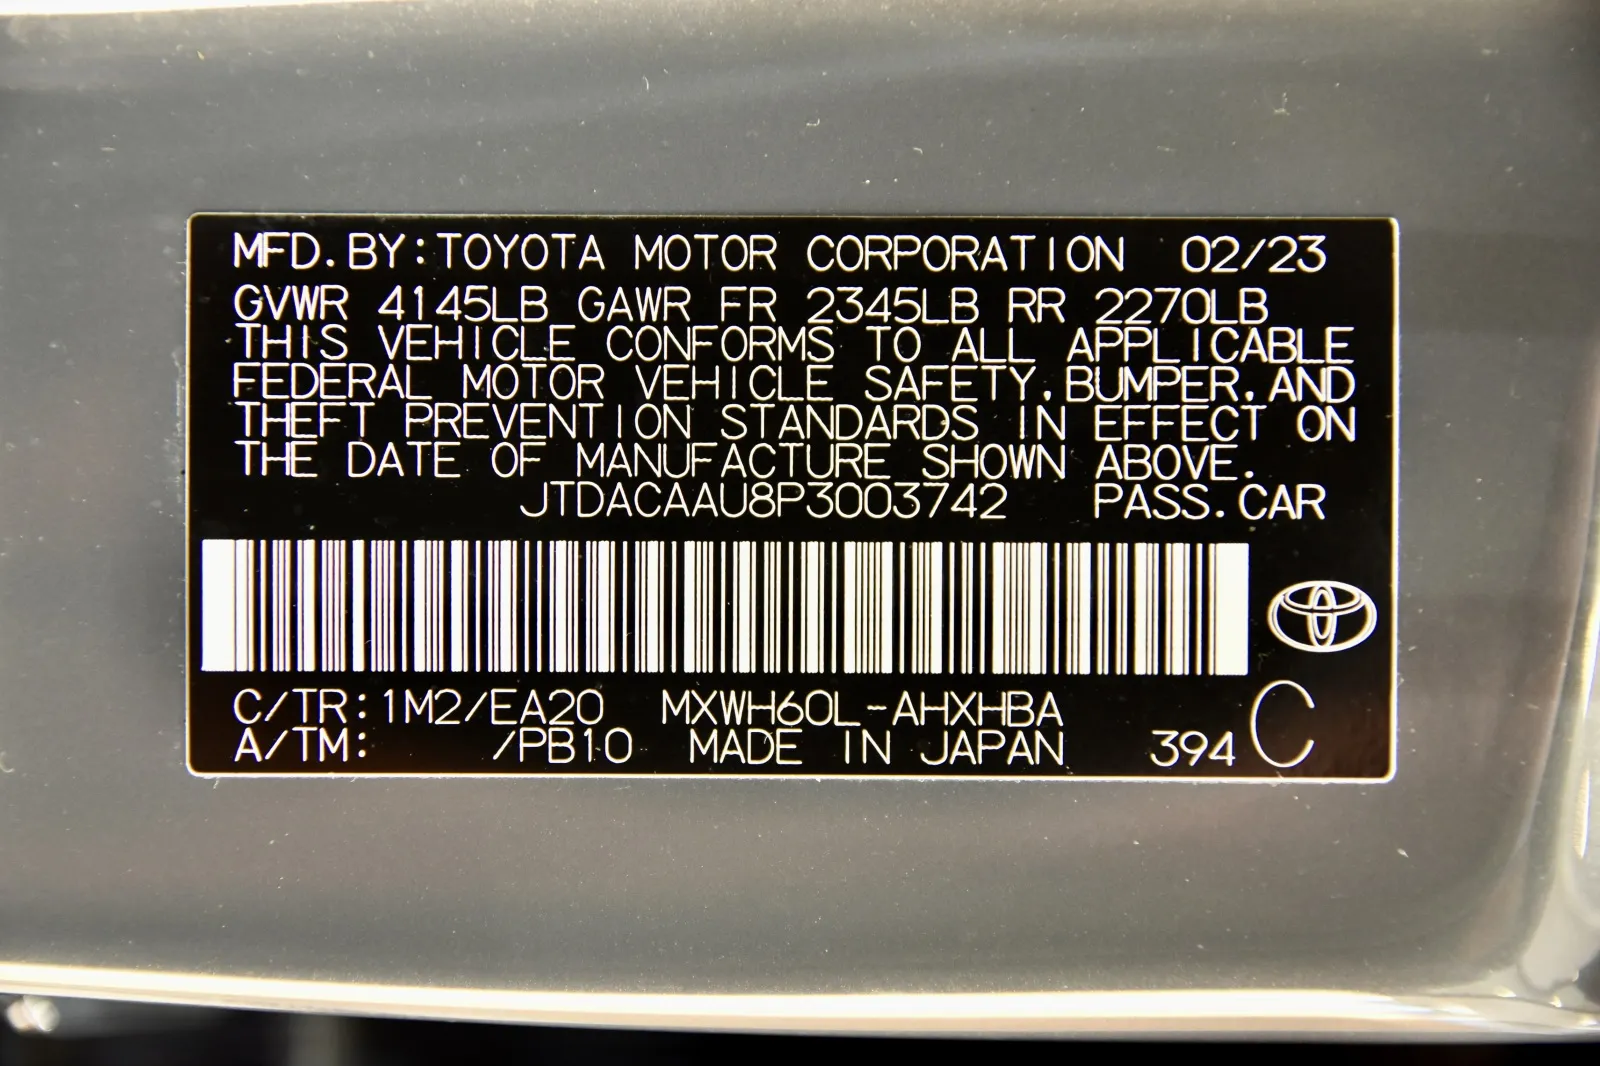 MFD.BY:TOYOTA MOTOR CORPORATION 02/23
GVWR 4145LB GAWR FR 2345LB RR 2270LB
THIS VEHICLE CONFORMS TO ALL APPLICABLE
FEDERAL MOTOR VEHICLE SAFETY,BUMPER,AND
THEFT PREVENTION STANDARDS IN EFFECT ON
THE DATE OF MANUFACTURE SHOWN ABOVE.
JTDACAAU8P3003742 PASS.CAR
C/TR:1M2/EA20 MXWH60L-AHXHBA C
A/TM: /PB10 MADE IN JAPAN 394